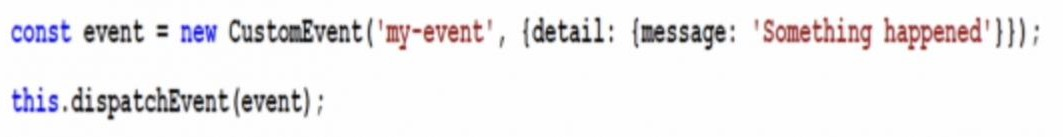 const event = new CustomEvent('my-event', {detail: {message: 'Something happened'}});
this.dispatchEvent(event);